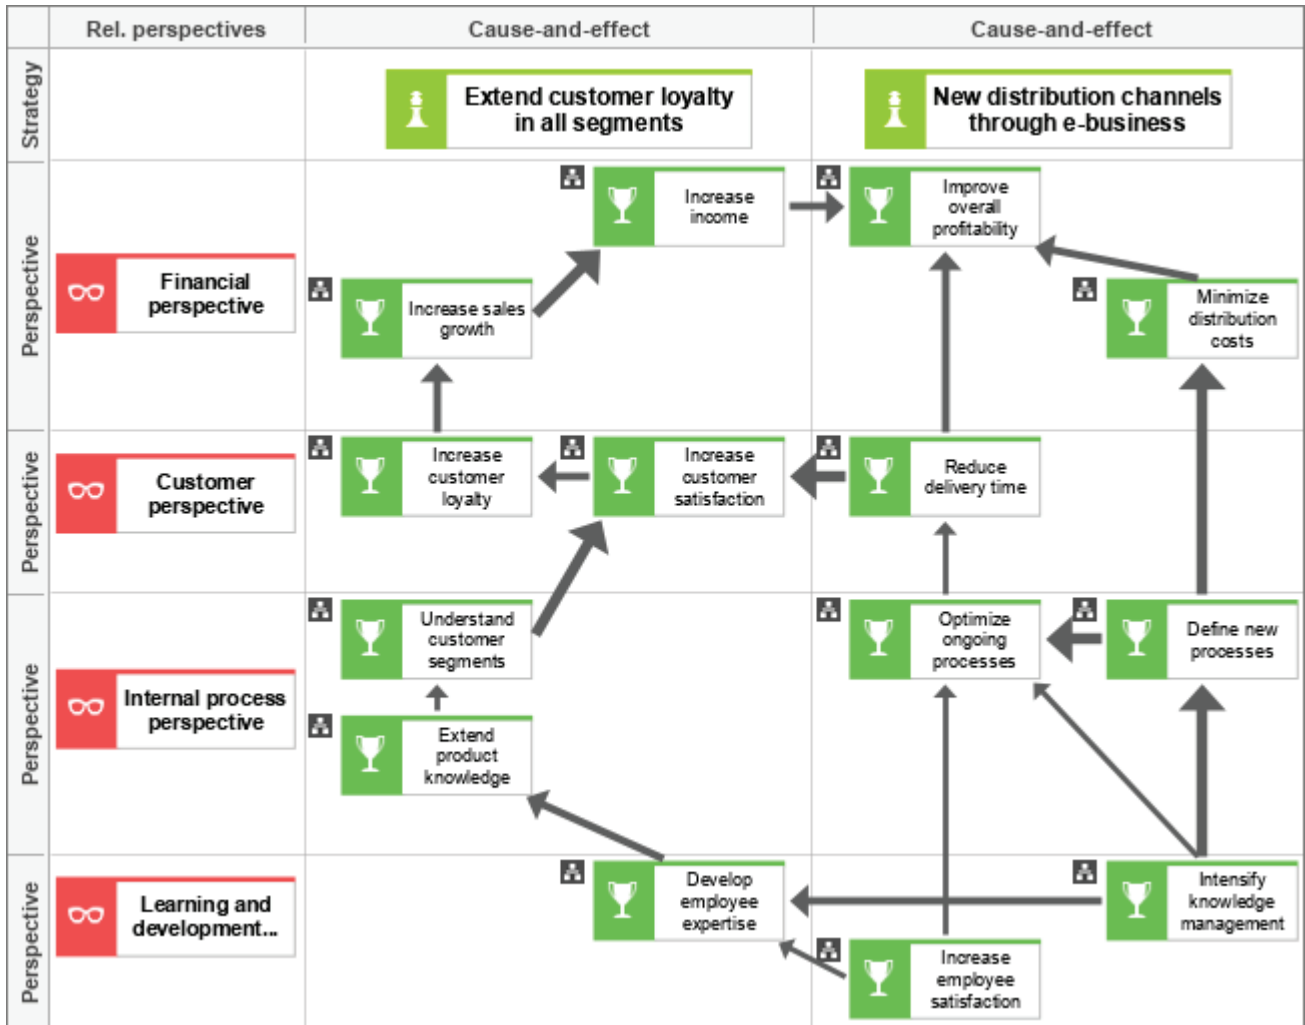 Rel. perspectives
Cause-and-effect
Cause-and-effect
Strategy
Extend customer loyalty
in all segments
New distribution channels
through e-business
Perspective
Financial
perspective
Increase
income
Improve
overall
profitability
Increase sales
growth
Minimize
distribution
costs
Perspective
Customer
perspective
Increase
customer
loyalty
Increase
customer
satisfaction
Reduce
delivery time
Perspective
Internal process
perspective
Understand
customer
segments
Optimize
ongoing
processes
Define new
processes
Extend
product
knowledge
Perspective
Learning and
development...
Develop
employee
expertise
Intensify
knowledge
management
Increase
employee
satisfaction